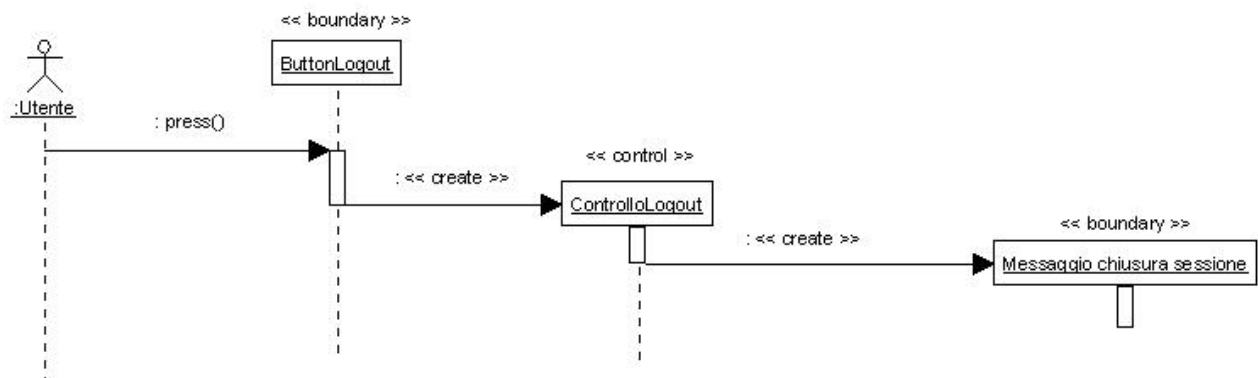 << boundary >>
ButtonLogout
:Utente
: press()
<< control >>
: << create >>
ControlloLogout
<< boundary >>
: << create >>
Messaggio chiusura sessione